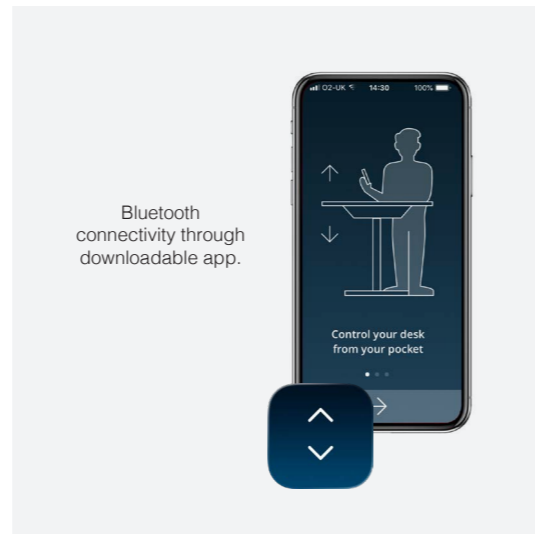 Bluetooth
connectivity through
downloadable app.
O2-UK 14:30 100%
Control your desk
from your pocket